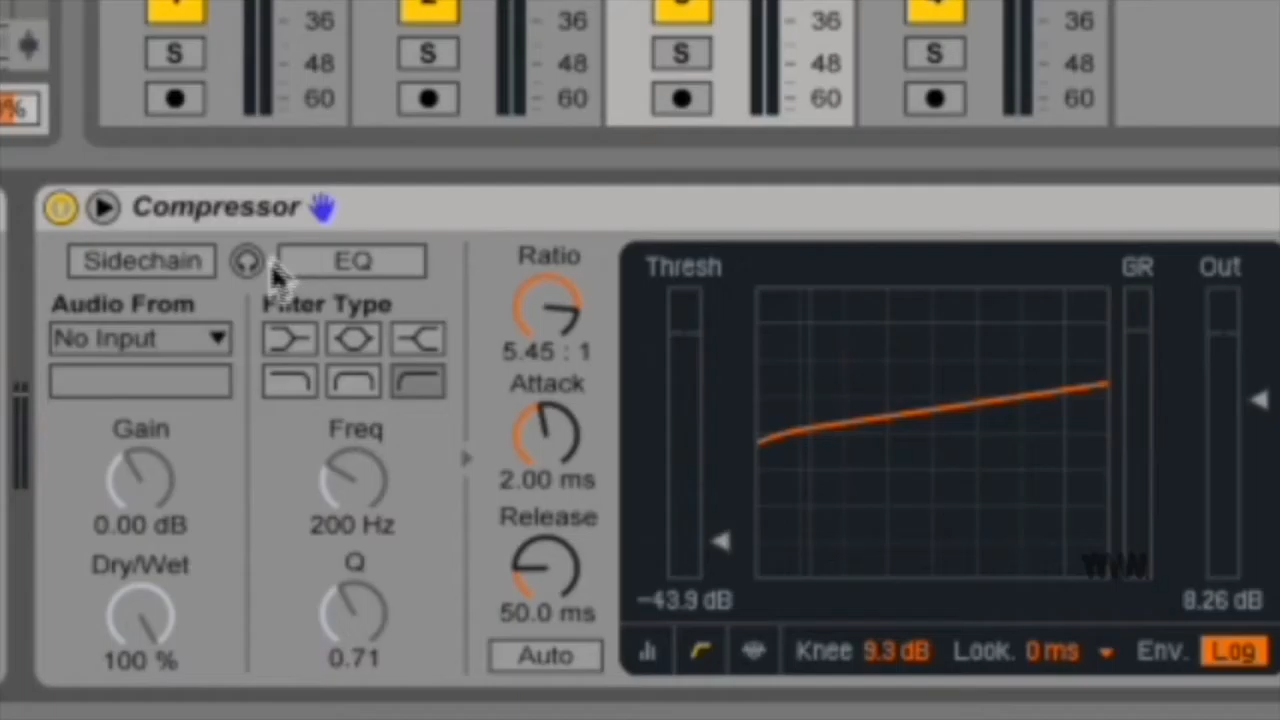 36 36 36 36
S S S S
48 48 48 48
60 60 60 60
%
Compressor
Sidechain EQ
Audio From Filter Type
No Input
Gain Freq
0.00 dB 200 Hz
Dry/Wet Q
100 % 0.71
Ratio
5.45 : 1
Attack
2.00 ms
Release
50.0 ms
Auto
Thresh GR Out
-43.9 dB 8.26 dB
Knee 9.3 dB Look. 0 ms Env. Log